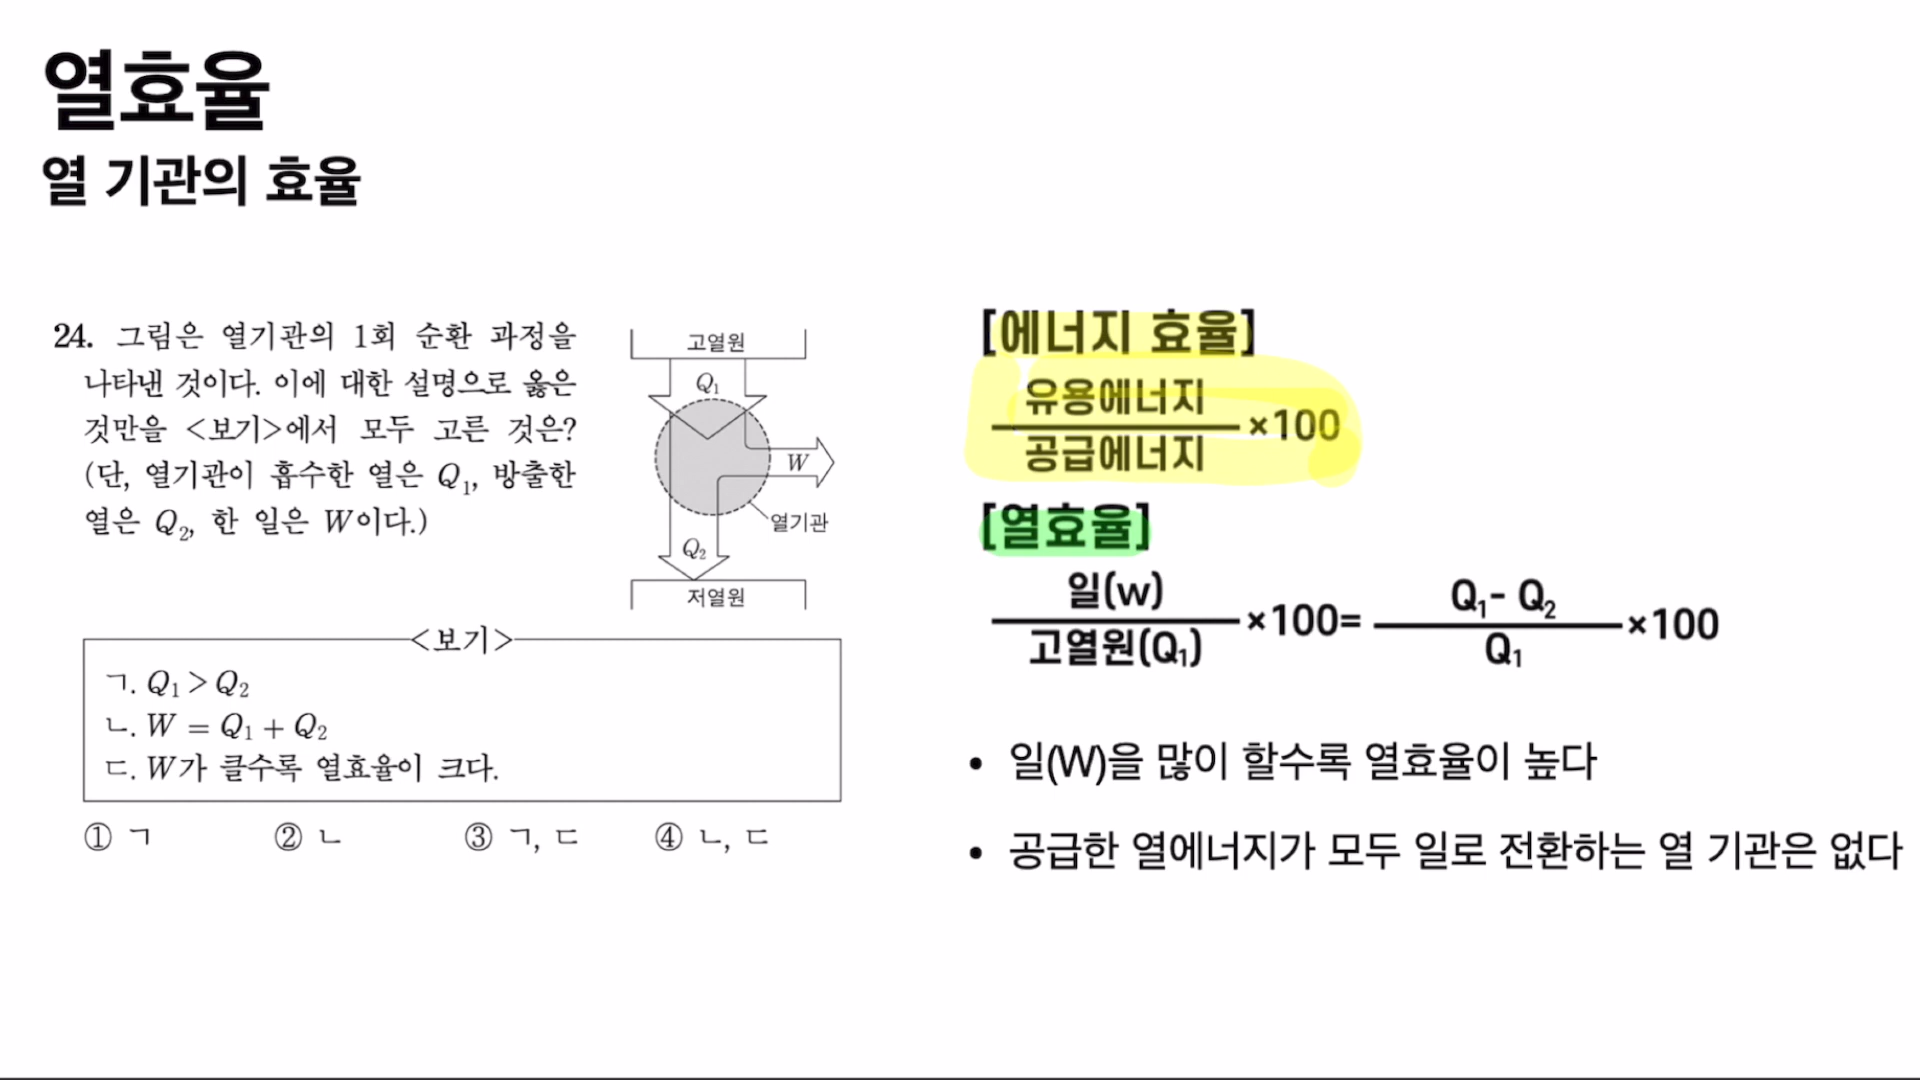 열효율
열 기관의 효율
24. 그림은 열기관의 1회 순환 과정을
나타낸 것이다. 이에 대한 설명으로 옳은
것만을 <보기>에서 모두 고른 것은?
(단, 열기관이 흡수한 열은 Q₁, 방출한
열은 Q₂, 한 일은 W이다.)
고열원
Q₁
W
열기관
Q₂
저열원
<보기>
ㄱ. Q₁ > Q₂
ㄴ. W = Q₁ + Q₂
ㄷ. W가 클수록 열효율이 크다.
① ㄱ ② ㄴ ③ ㄱ, ㄷ ④ ㄴ, ㄷ
[에너지 효율]
유용에너지
×100
공급에너지
[열효율]
일(w)
×100=
고열원(Q₁)
Q₁- Q₂
×100
Q₁
• 일(W)을 많이 할수록 열효율이 높다
• 공급한 열에너지가 모두 일로 전환하는 열 기관은 없다